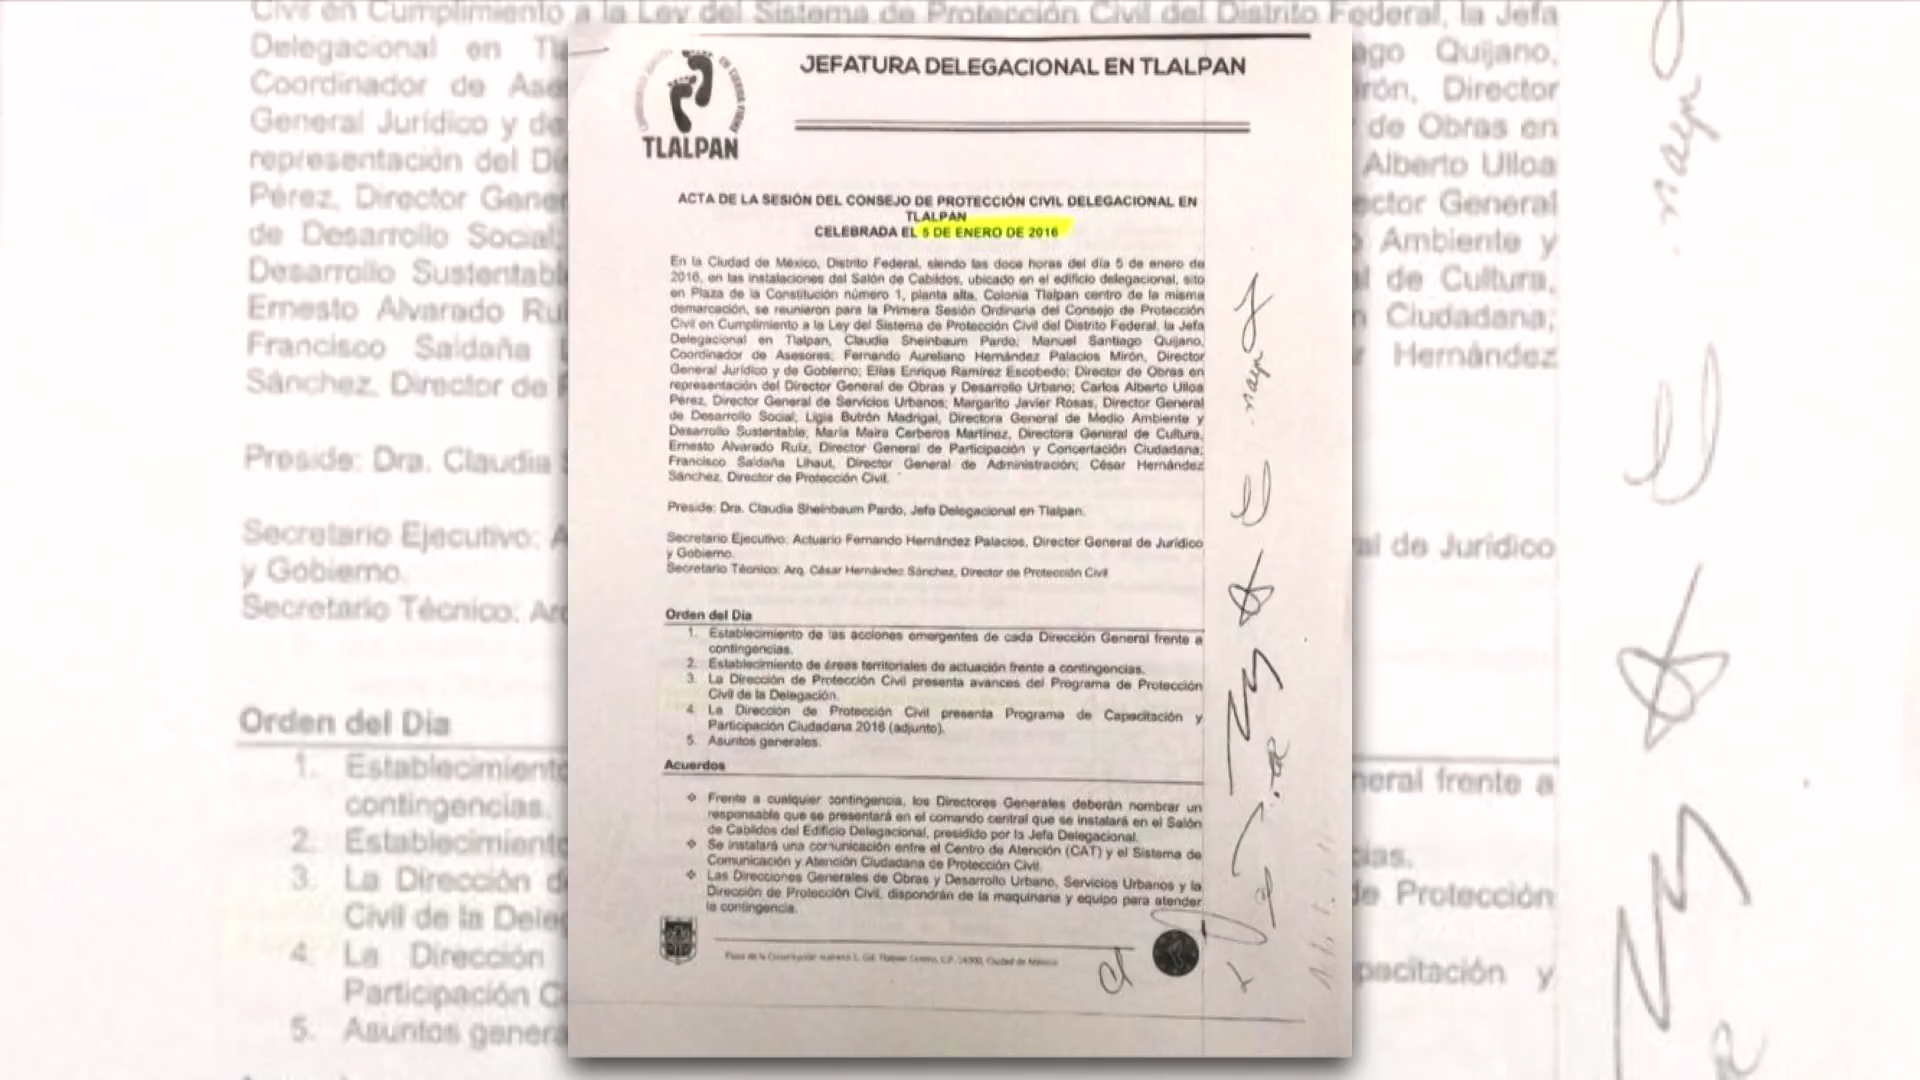 JEFATURA DELEGACIONAL EN TLALPAN
TLALPAN
ACTA DE LA SESIÓN DEL CONSEJO DE PROTECCIÓN CIVIL DELEGACIONAL EN
TLALPAN
CELEBRADA EL 5 DE ENERO DE 2016
En la Ciudad de México, Distrito Federal, siendo las doce horas del día 5 de enero de
2016, en las instalaciones del Salón de Cabildos, ubicado en el edificio delegacional, sito
en Plaza de la Constitución número 1, planta alta, Colonia Tlalpan centro de la misma
demarcación, se reunieron para la Primera Sesión Ordinaria del Consejo de Protección
Civil en Cumplimiento a la Ley del Sistema de Protección Civil del Distrito Federal, la Jefa
Delegacional en Tlalpan, Claudia Sheinbaum Pardo; Manuel Santiago Quijano,
Coordinador de Asesores; Fernando Aureliano Hernández Palacios Mirón, Director
General Jurídico y de Gobierno; Elías Enrique Ramírez Escobedo; Director de Obras en
representación del Director General de Obras y Desarrollo Urbano; Carlos Alberto Ulloa
Pérez, Director General de Servicios Urbanos; Margarito Javier Rosas, Director General
de Desarrollo Social; Ligia Butrón Madrigal, Directora General de Medio Ambiente y
Desarrollo Sustentable; María Maira Cerberos Martínez, Directora General de Cultura,
Ernesto Alvarado Ruíz, Director General de Participación y Concertación Ciudadana;
Francisco Saldaña Lihaut, Director General de Administración; César Hernández
Sánchez, Director de Protección Civil.
Preside: Dra. Claudia Sheinbaum Pardo, Jefa Delegacional en Tlalpan.
Secretario Ejecutivo: Actuario Fernando Hernández Palacios, Director General de Jurídico
y Gobierno.
Secretario Técnico: Arq. César Hernández Sánchez, Director de Protección Civil
Orden del Día
1. Establecimiento de las acciones emergentes de cada Dirección General frente a
contingencias.
2. Establecimiento de áreas territoriales de actuación frente a contingencias.
3. La Dirección de Protección Civil presenta avances del Programa de Protección
Civil de la Delegación.
4. La Dirección de Protección Civil presenta Programa de Capacitación y
Participación Ciudadana 2016 (adjunto).
5. Asuntos generales.
Acuerdos
❖ Frente a cualquier contingencia, los Directores Generales deberán nombrar un
responsable que se presentará en el comando central que se instalará en el Salón
de Cabildos del Edificio Delegacional, presidido por la Jefa Delegacional.
❖ Se instalará una comunicación entre el Centro de Atención (CAT) y el Sistema de
Comunicación y Atención Ciudadana de Protección Civil.
❖ Las Direcciones Generales de Obras y Desarrollo Urbano, Servicios Urbanos y la
Dirección de Protección Civil, dispondrán de la maquinaria y equipo para atender
la contingencia.
Plaza de la Constitución número 1, Col. Tlalpan Centro, C.P. 14000, Ciudad de México